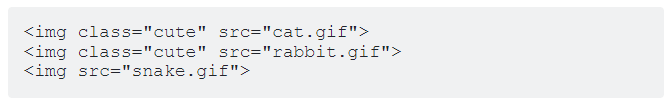 <img class="cute" src="cat.gif">
<img class="cute" src="rabbit.gif">
<img src="snake.gif">